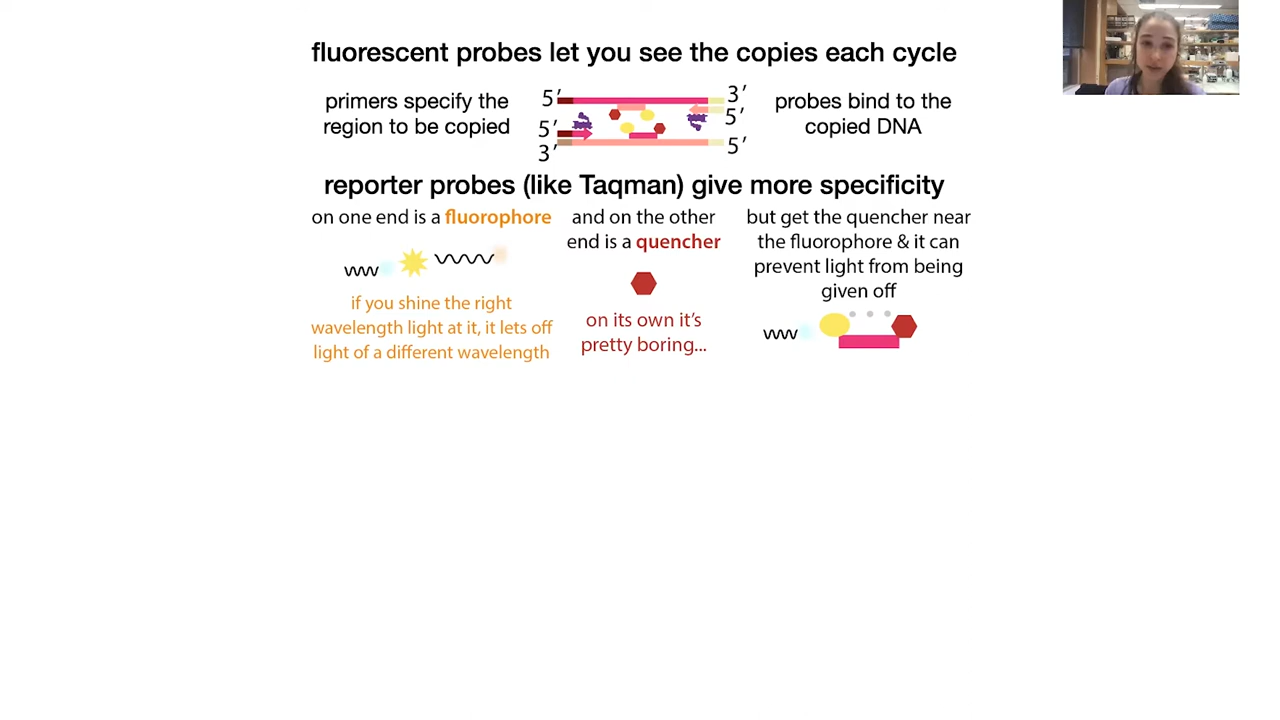 fluorescent probes let you see the copies each cycle
primers specify the
region to be copied
5′
3′
5′
5′
3′
5′
probes bind to the
copied DNA
reporter probes (like Taqman) give more specificity
on one end is a fluorophore
if you shine the right
wavelength light at it, it lets off
light of a different wavelength
and on the other
end is a quencher
on its own it's
pretty boring...
but get the quencher near
the fluorophore & it can
prevent light from being
given off